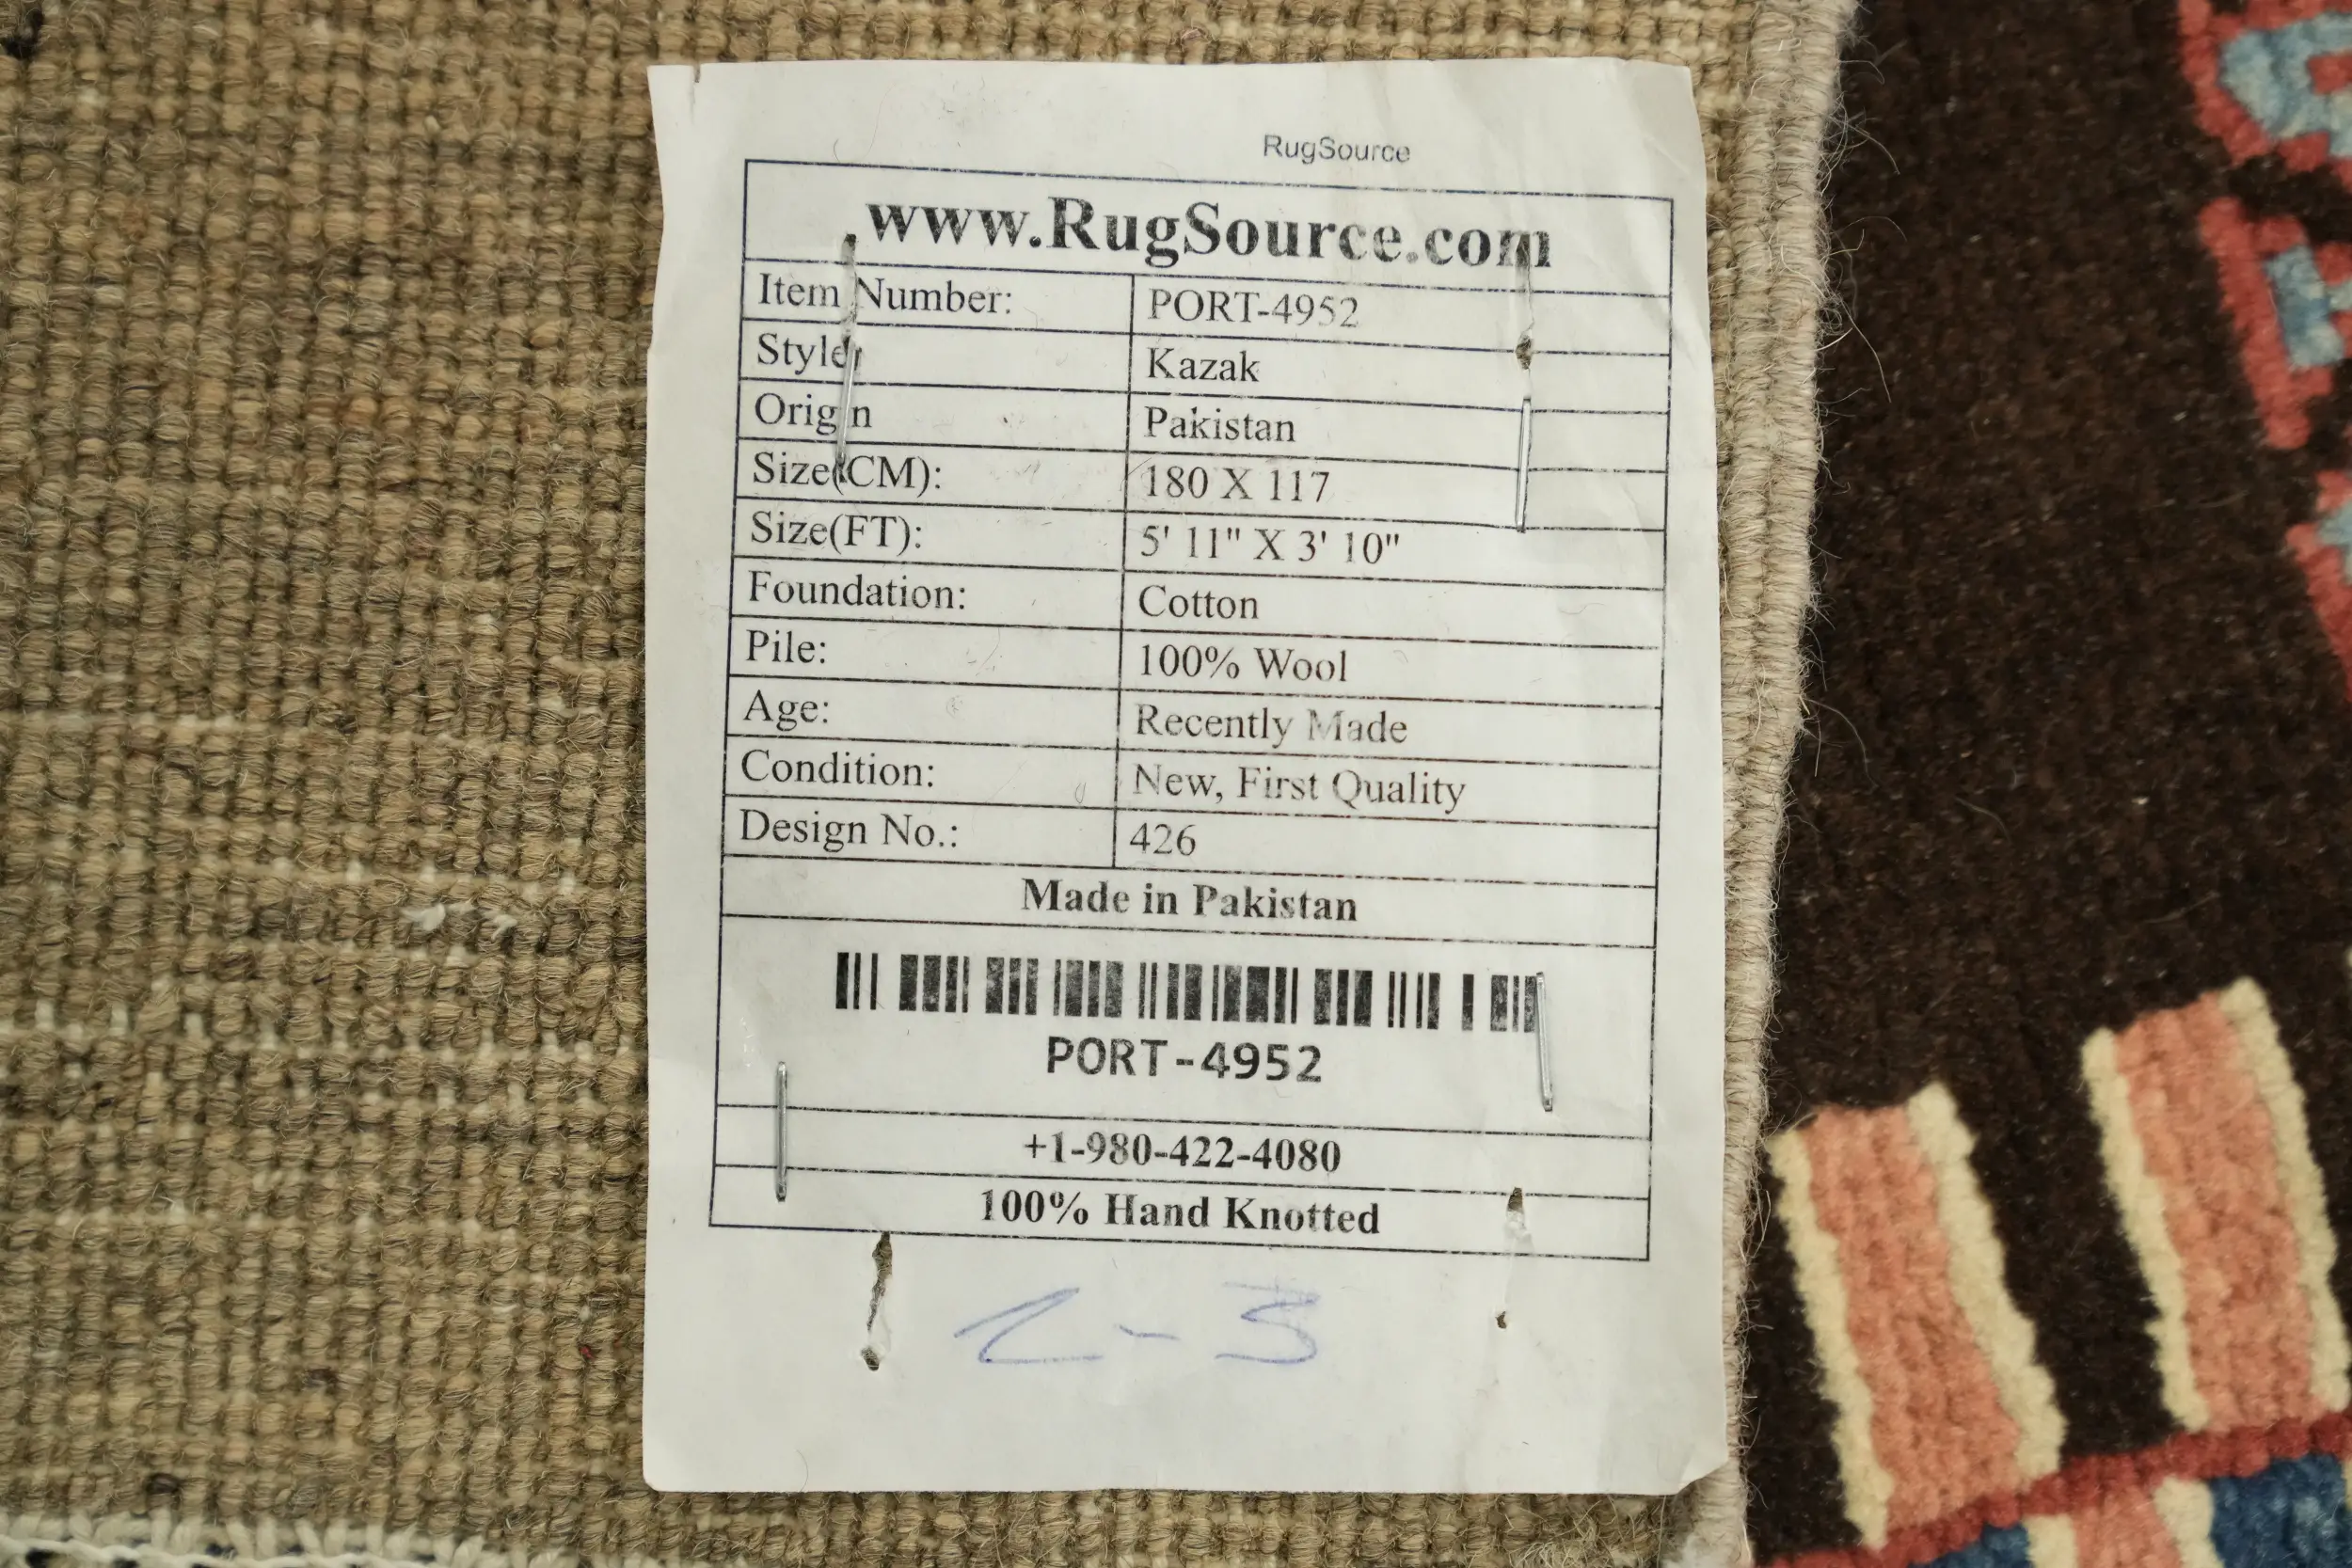 RugSource
www.RugSource.com
Item Number: PORT-4952
Style: Kazak
Origin Pakistan
Size(CM): 180 X 117
Size(FT): 5' 11" X 3' 10"
Foundation: Cotton
Pile: 100% Wool
Age: Recently Made
Condition: New, First Quality
Design No.: 426
Made in Pakistan
PORT-4952
+1-980-422-4080
100% Hand Knotted